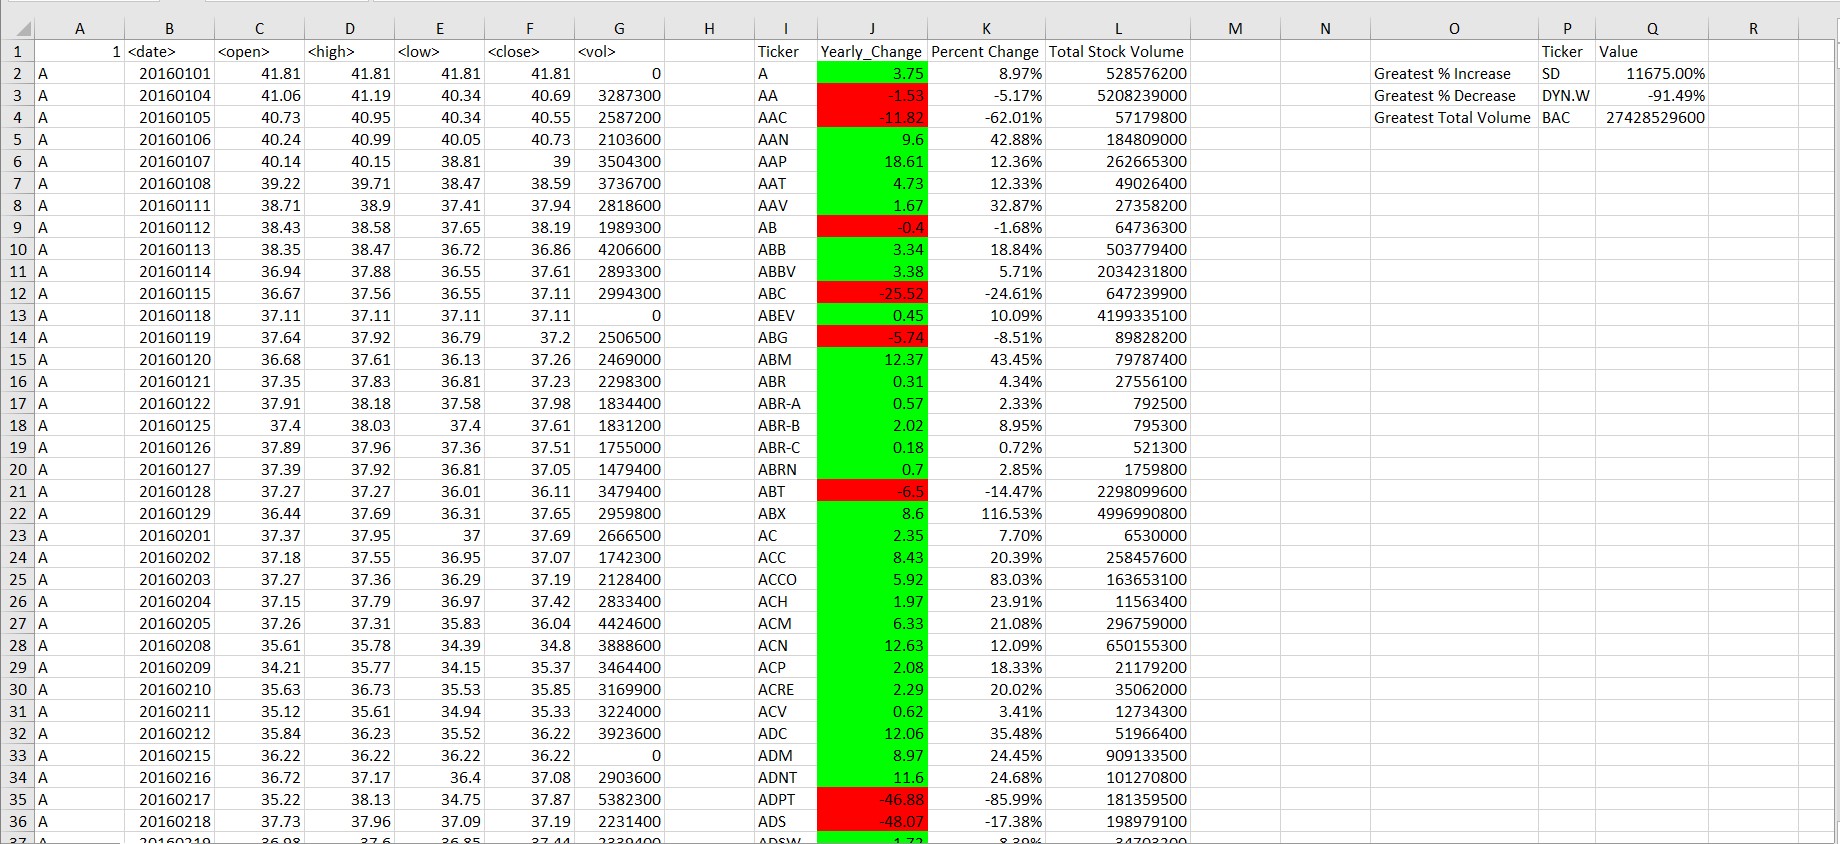 A B C D E F G H I J K L M N O P Q R
1 1 <date> <open> <high> <low> <close> <vol> Ticker Yearly_Change Percent Change Total Stock Volume Ticker Value
2 A 20160101 41.81 41.81 41.81 41.81 0 A 3.75 8.97% 528576200 Greatest % Increase SD 11675.00%
3 A 20160104 41.06 41.19 40.34 40.69 3287300 AA -1.53 -5.17% 5208239000 Greatest % Decrease DYN.W -91.49%
4 A 20160105 40.73 40.95 40.34 40.55 2587200 AAC -11.82 -62.01% 57179800 Greatest Total Volume BAC 27428529600
5 A 20160106 40.24 40.99 40.05 40.73 2103600 AAN 9.6 42.88% 184809000
6 A 20160107 40.14 40.15 38.81 39 3504300 AAP 18.61 12.36% 262665300
7 A 20160108 39.22 39.71 38.47 38.59 3736700 AAT 4.73 12.33% 49026400
8 A 20160111 38.71 38.9 37.41 37.94 2818600 AAV 1.67 32.87% 27358200
9 A 20160112 38.43 38.58 37.65 38.19 1989300 AB -0.4 -1.68% 64736300
10 A 20160113 38.35 38.47 36.72 36.86 4206600 ABB 3.34 18.84% 503779400
11 A 20160114 36.94 37.88 36.55 37.61 2893300 ABBV 3.38 5.71% 2034231800
12 A 20160115 36.67 37.56 36.55 37.11 2994300 ABC -25.52 -24.61% 647239900
13 A 20160118 37.11 37.11 37.11 37.11 0 ABEV 0.45 10.09% 4199335100
14 A 20160119 37.64 37.92 36.79 37.2 2506500 ABG -5.74 -8.51% 89828200
15 A 20160120 36.68 37.61 36.13 37.26 2469000 ABM 12.37 43.45% 79787400
16 A 20160121 37.35 37.83 36.81 37.23 2298300 ABR 0.31 4.34% 27556100
17 A 20160122 37.91 38.18 37.58 37.98 1834400 ABR-A 0.57 2.33% 792500
18 A 20160125 37.4 38.03 37.4 37.61 1831200 ABR-B 2.02 8.95% 795300
19 A 20160126 37.89 37.96 37.36 37.51 1755000 ABR-C 0.18 0.72% 521300
20 A 20160127 37.39 37.92 36.81 37.05 1479400 ABRN 0.7 2.85% 1759800
21 A 20160128 37.27 37.27 36.01 36.11 3479400 ABT -6.5 -14.47% 2298099600
22 A 20160129 36.44 37.69 36.31 37.65 2959800 ABX 8.6 116.53% 4996990800
23 A 20160201 37.37 37.95 37 37.69 2666500 AC 2.35 7.70% 6530000
24 A 20160202 37.18 37.55 36.95 37.07 1742300 ACC 8.43 20.39% 258457600
25 A 20160203 37.27 37.36 36.29 37.19 2128400 ACCO 5.92 83.03% 163653100
26 A 20160204 37.15 37.79 36.97 37.42 2833400 ACH 1.97 23.91% 11563400
27 A 20160205 37.26 37.31 35.83 36.04 4424600 ACM 6.33 21.08% 296759000
28 A 20160208 35.61 35.78 34.39 34.8 3888600 ACN 12.63 12.09% 650155300
29 A 20160209 34.21 35.77 34.15 35.37 3464400 ACP 2.08 18.33% 21179200
30 A 20160210 35.63 36.73 35.53 35.85 3169900 ACRE 2.29 20.02% 35062000
31 A 20160211 35.12 35.61 34.94 35.33 3224000 ACV 0.62 3.41% 12734300
32 A 20160212 35.84 36.23 35.52 36.22 3923600 ADC 12.06 35.48% 51966400
33 A 20160215 36.22 36.22 36.22 36.22 0 ADM 8.97 24.45% 909133500
34 A 20160216 36.72 37.17 36.4 37.08 2903600 ADNT 11.6 24.68% 101270800
35 A 20160217 35.22 38.13 34.75 37.87 5382300 ADPT -46.88 -85.99% 181359500
36 A 20160218 37.73 37.96 37.09 37.19 2231400 ADS -48.07 -17.38% 198979100